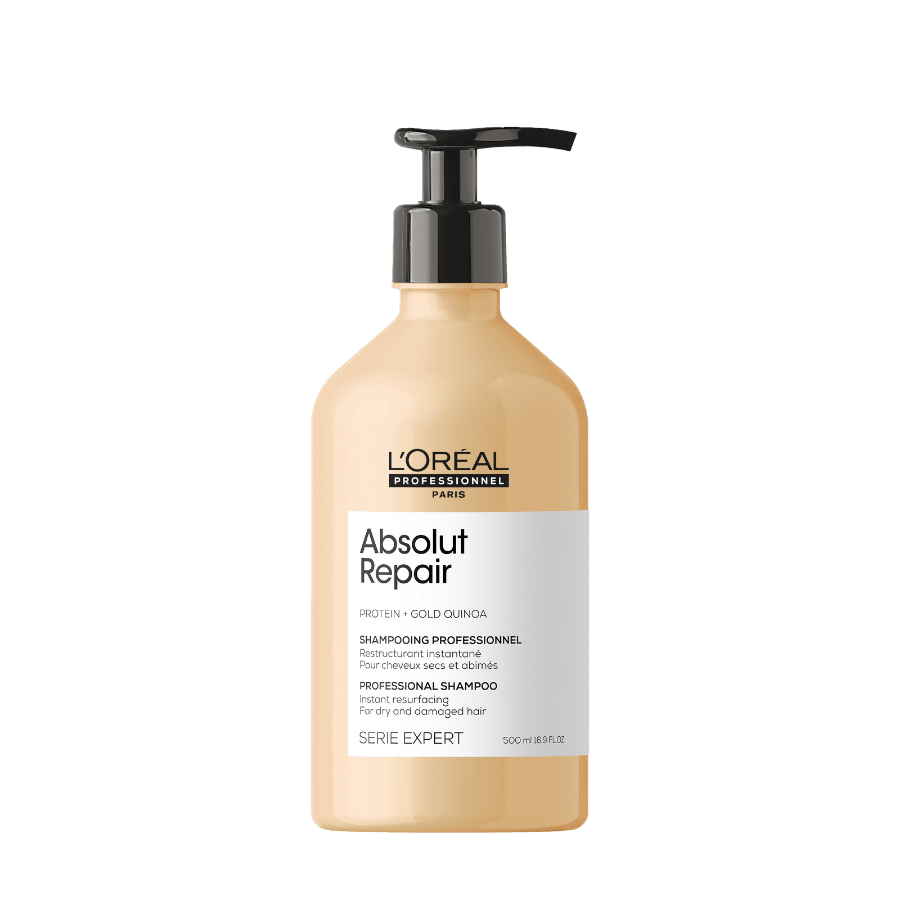 L'ORÉAL
PROFESSIONNEL
PARIS
Absolut
Repair
PROTEIN + GOLD QUINOA
SHAMPOOING PROFESSIONNEL
Restructurant instantané
Pour cheveux secs et abimés
PROFESSIONAL SHAMPOO
Instant resurfacing
For dry and damaged hair
SERIE EXPERT 500 ml 16.9 FL.OZ.